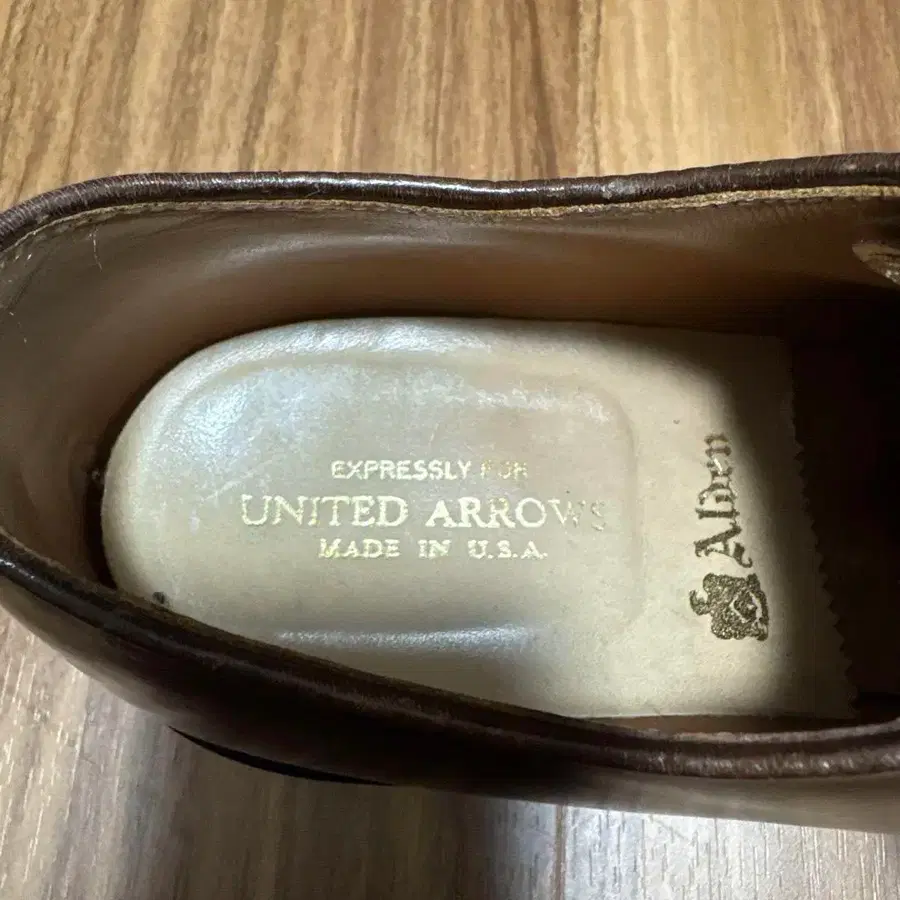 EXPRESSLY FOR
UNITED ARROWS
MADE IN U.S.A.
Alden